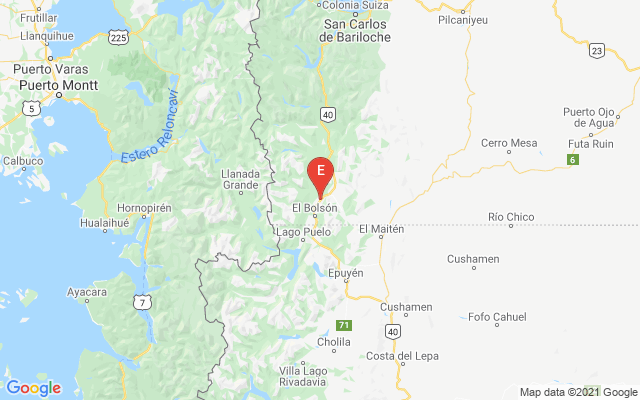 Frutillar
Llanquihue
Puerto Varas
Puerto Montt
225
5
Estero Reloncaví
Calbuco
Hualaihué
Hornopirén
Llanada
Grande
Ayacara
7
Colonia Suiza
San Carlos
de Bariloche
Pilcaniyeu
23
40
Puerto Ojo
de Agua
Futa Ruin
Cerro Mesa
6
E
El Bolsón
Lago Puelo
El Maitén
Río Chico
Cushamen
Epuyén
Cushamen
71
40
Fofo Cahuel
Cholila
Costa del Lepa
Villa Lago
Rivadavia
Google
Map data ©2021 Google